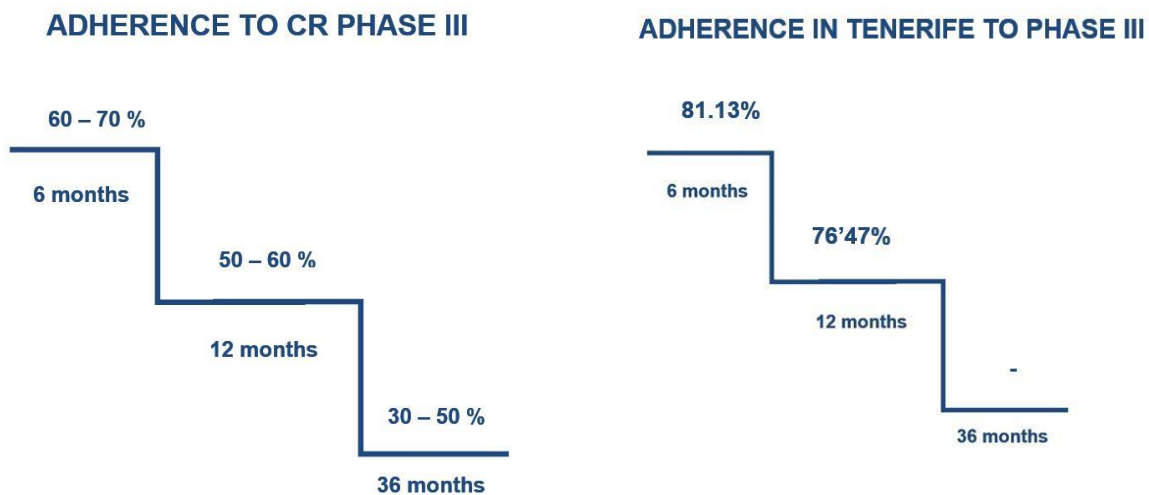 ADHERENCE TO CR PHASE III
60 – 70 %
6 months
50 – 60 %
12 months
30 – 50 %
36 months
ADHERENCE IN TENERIFE TO PHASE III
81.13%
6 months
76’47%
12 months
-
36 months